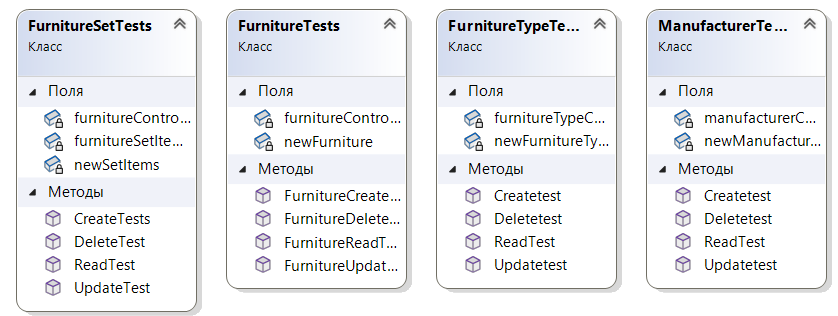 FurnitureSetTests
Класс
Поля
furnitureContro...
furnitureSetIte...
newSetItems
Методы
CreateTests
DeleteTest
ReadTest
UpdateTest
FurnitureTests
Класс
Поля
furnitureContro...
newFurniture
Методы
FurnitureCreate...
FurnitureDelete...
FurnitureReadT...
FurnitureUpdat...
FurnitureTypeTe...
Класс
Поля
furnitureTypeC...
newFurnitureTy...
Методы
Createtest
Deletetest
ReadTest
Updatetest
ManufacturerTe...
Класс
Поля
manufacturerC...
newManufactur...
Методы
Createtest
Deletetest
ReadTest
Updatetest